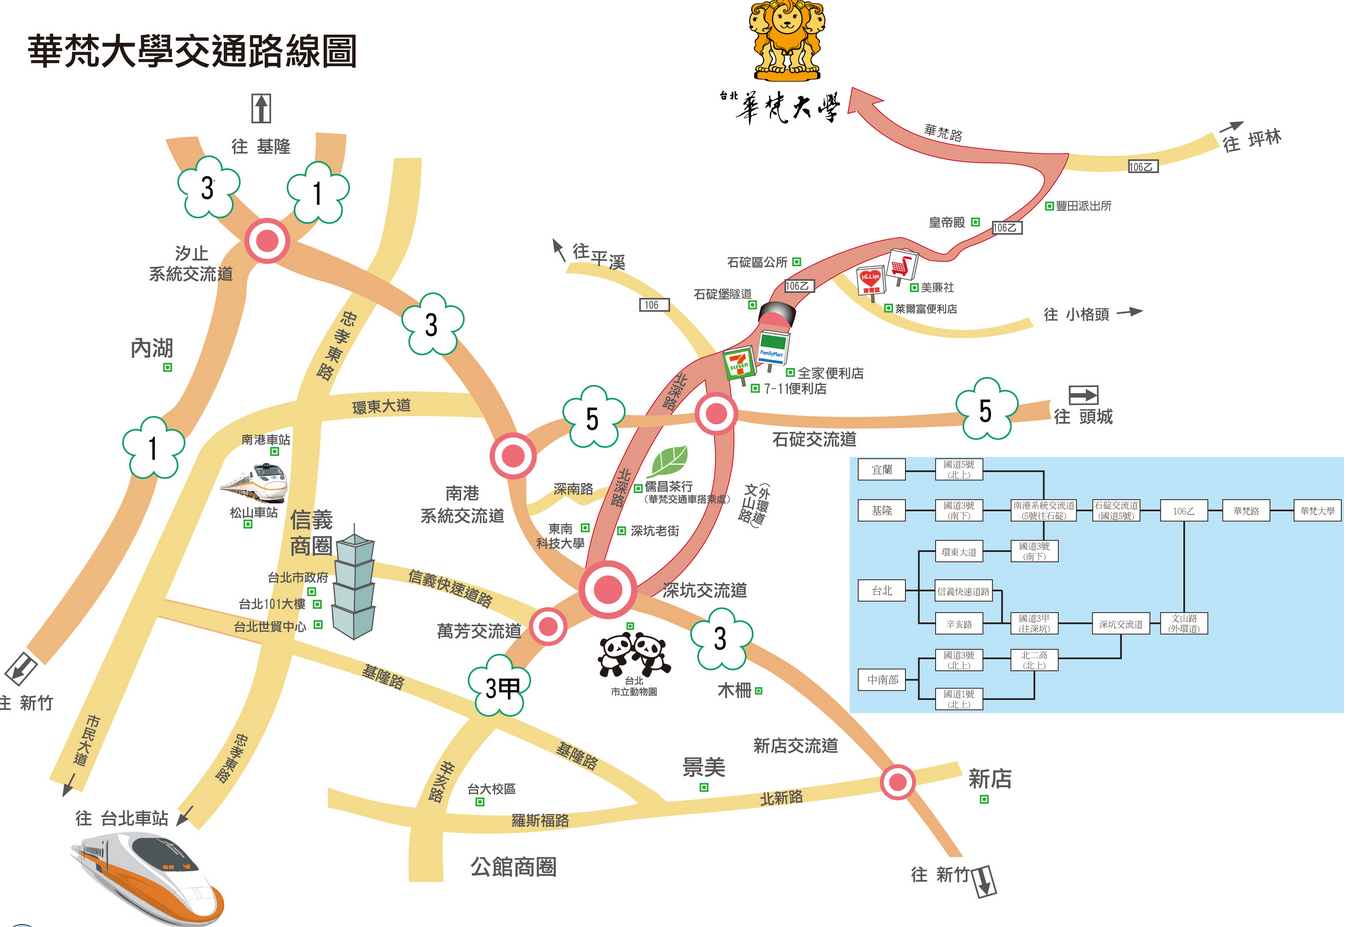 華梵大學交通路線圖
台北
華梵大學
往 基隆
3
1
汐止
系統交流道
內湖
1
往 新竹
3
忠孝東路
環東大道
南港車站
松山車站
信義
商圈
台北市政府
台北101大樓
台北世貿中心
信義快速道路
萬芳交流道
3甲
基隆路
基隆路
市民大道
忠孝東路
往 台北車站
辛亥路
台大校區
羅斯福路
公館商圈
景美
北新路
新店交流道
新店
往 新竹
木柵
3
台北
市立動物園
深坑交流道
南港
系統交流道
深南路
東南
科技大學
深坑老街
北深路
北深路
儒昌茶行
(華梵交通車搭乘處)
文山路
(外環道)
5
石碇交流道
5
往 頭城
往平溪
106
石碇堡隧道
石碇區公所
106乙
7-ELEVEN
FamilyMart
全家便利店
7-11便利店
Hi-Life
萊爾富
美廉社
萊爾富便利店
往 小格頭
皇帝殿
106乙
豐田派出所
華梵路
106乙
往 坪林
宜蘭
國道5號
(北上)
基隆
國道3號
(南下)
南港系統交流道
(5號往石碇)
石碇交流道
(國道5號)
106乙
華梵路
華梵大學
環東大道
國道3號
(南下)
台北
信義快速道路
辛亥路
國道3甲
(往深坑)
深坑交流道
文山路
(外環道)
中南部
國道3號
(北上)
北二高
(北上)
國道1號
(北上)